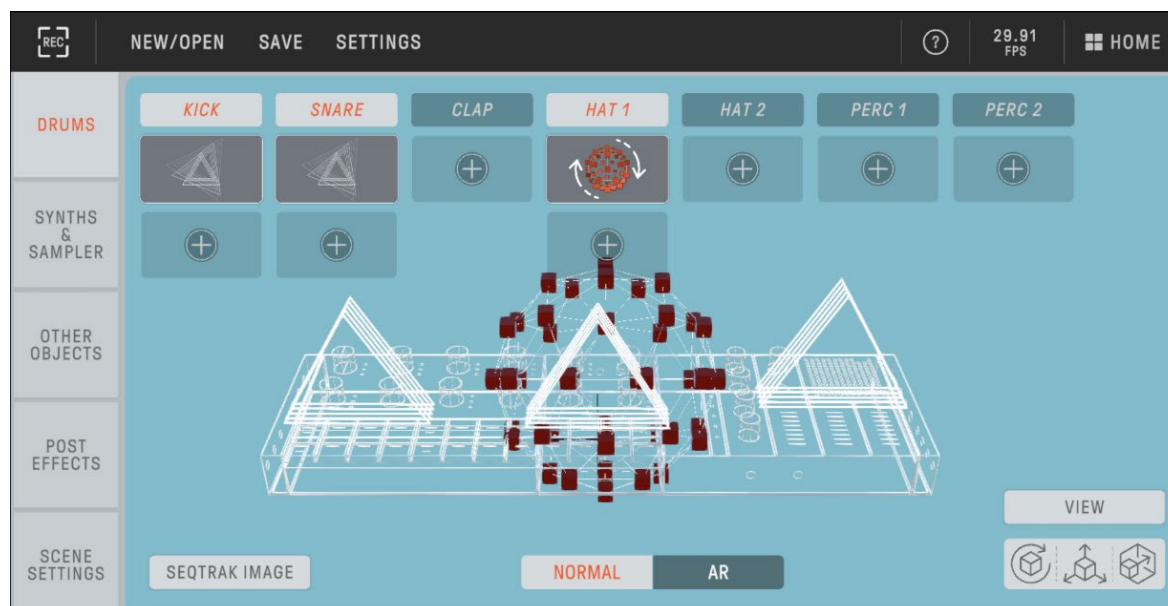 REC
NEW/OPEN SAVE SETTINGS
?
29.91
FPS
HOME
DRUMS
KICK SNARE CLAP HAT 1 HAT 2 PERC 1 PERC 2
SYNTHS
&
SAMPLER
OTHER
OBJECTS
POST
EFFECTS
SCENE
SETTINGS
VIEW
SEQTRAK IMAGE
NORMAL AR